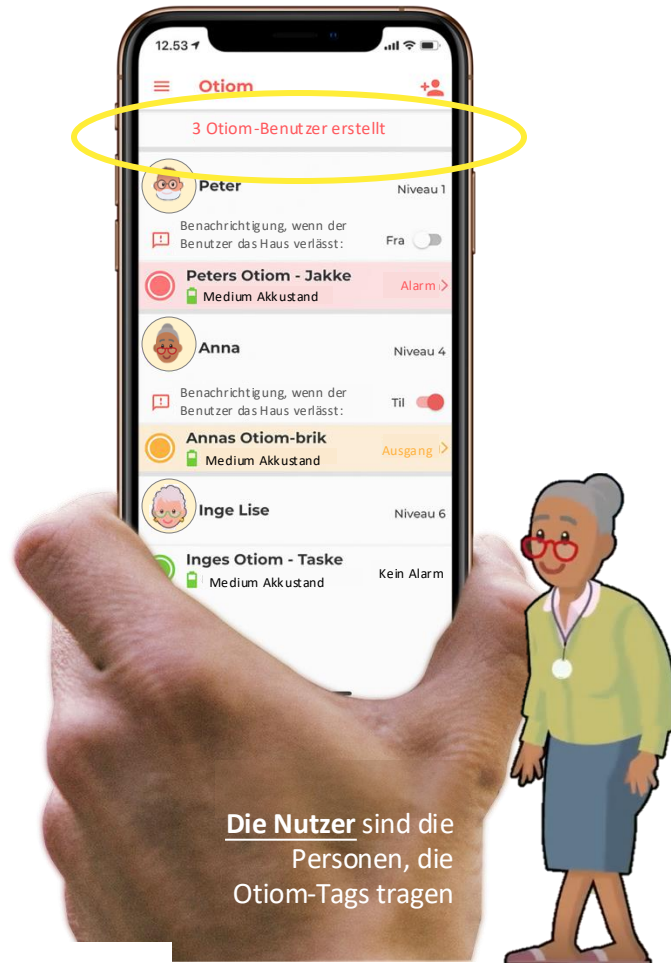 12.53
Otiom
3 Otiom-Benutzer erstellt
Peter
Niveau 1
Benachrichtigung, wenn der
Benutzer das Haus verlässt:
Fra
Peters Otiom - Jakke
Medium Akkustand
Alarm
Anna
Niveau 4
Benachrichtigung, wenn der
Benutzer das Haus verlässt:
Til
Annas Otiom-brik
Medium Akkustand
Ausgang
Inge Lise
Niveau 6
Inges Otiom - Taske
Medium Akkustand
Kein Alarm
Die Nutzer sind die
Personen, die
Otiom-Tags tragen